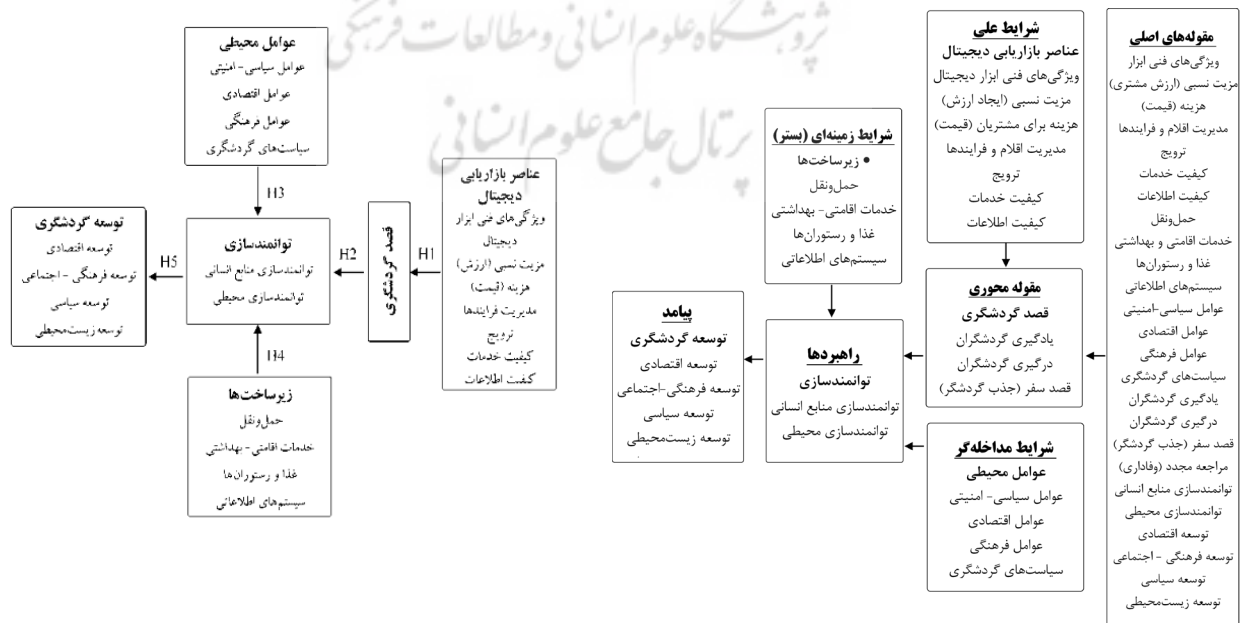 پژوهشگاه علوم انسانی و مطالعات فرهنگی
پرتال جامع علوم انسانی
مقوله‌های اصلی
ویژگی‌های فنی ابزار
مزیت نسبی (ارزش مشتری)
هزینه (قیمت)
مدیریت اقلام و فرایندها
ترویج
کیفیت خدمات
کیفیت اطلاعات
حمل‌ونقل
خدمات اقامتی و بهداشتی
غذا و رستوران‌ها
سیستم‌های اطلاعاتی
عوامل سیاسی-امنیتی
عوامل اقتصادی
عوامل فرهنگی
سیاست‌های گردشگری
یادگیری گردشگران
درگیری گردشگران
قصد سفر (جذب گردشگر)
مراجعه مجدد (وفاداری)
توانمندسازی منابع انسانی
توانمندسازی محیطی
توسعه اقتصادی
توسعه فرهنگی - اجتماعی
توسعه سیاسی
توسعه زیست‌محیطی
شرایط علی
عناصر بازاریابی دیجیتال
ویژگی‌های فنی ابزار دیجیتال
مزیت نسبی (ایجاد ارزش)
هزینه برای مشتریان (قیمت)
مدیریت اقلام و فرایندها
ترویج
کیفیت خدمات
کیفیت اطلاعات
مقوله محوری
قصد گردشگری
یادگیری گردشگران
درگیری گردشگران
قصد سفر (جذب گردشگر)
شرایط مداخله‌گر
عوامل محیطی
عوامل سیاسی- امنیتی
عوامل اقتصادی
عوامل فرهنگی
سیاست‌های گردشگری
شرایط زمینه‌ای (بستر)
• زیرساخت‌ها
حمل‌ونقل
خدمات اقامتی- بهداشتی
غذا و رستوران‌ها
سیستم‌های اطلاعاتی
راهبردها
توانمندسازی
توانمندسازی منابع انسانی
توانمندسازی محیطی
پیامد
توسعه گردشگری
توسعه اقتصادی
توسعه فرهنگی-اجتماعی
توسعه سیاسی
توسعه زیست‌محیطی
عناصر بازاریابی
دیجیتال
ویژگی‌های فنی ابزار
دیجیتال
مزیت نسبی (ارزش)
هزینه (قیمت)
مدیریت فرایندها
ترویج
کیفیت خدمات
کیفیت اطلاعات
H1
قصد گردشگری
H2
عوامل محیطی
عوامل سیاسی- امنیتی
عوامل اقتصادی
عوامل فرهنگی
سیاست‌های گردشگری
H3
توانمندسازی
توانمندسازی منابع انسانی
توانمندسازی محیطی
H4
زیرساخت‌ها
حمل‌ونقل
خدمات اقامتی- بهداشتی
غذا و رستوران‌ها
سیستم‌های اطلاعاتی
H5
توسعه گردشگری
توسعه اقتصادی
توسعه فرهنگی - اجتماعی
توسعه سیاسی
توسعه زیست‌محیطی